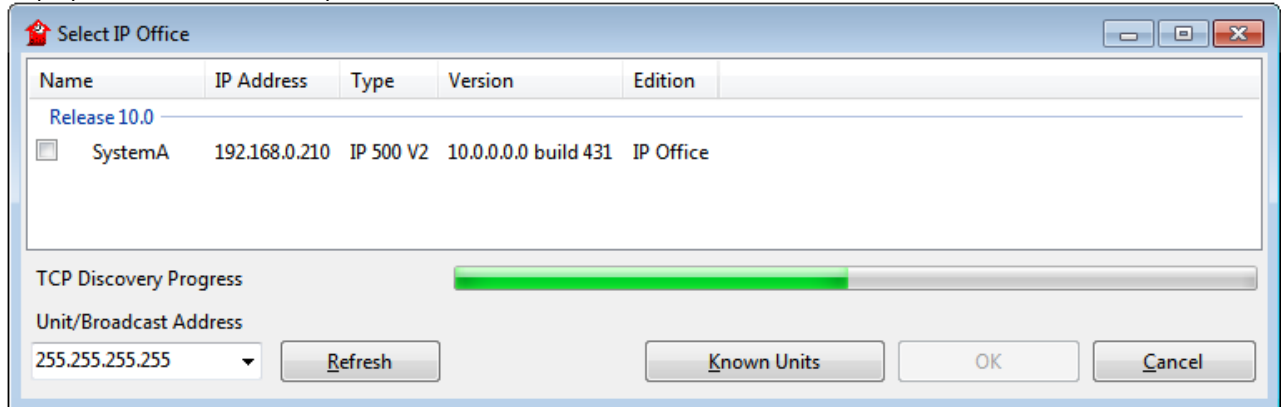 Select IP Office
Name IP Address Type Version Edition
Release 10.0
SystemA 192.168.0.210 IP 500 V2 10.0.0.0.0 build 431 IP Office
TCP Discovery Progress
Unit/Broadcast Address
255.255.255.255 Refresh Known Units OK Cancel